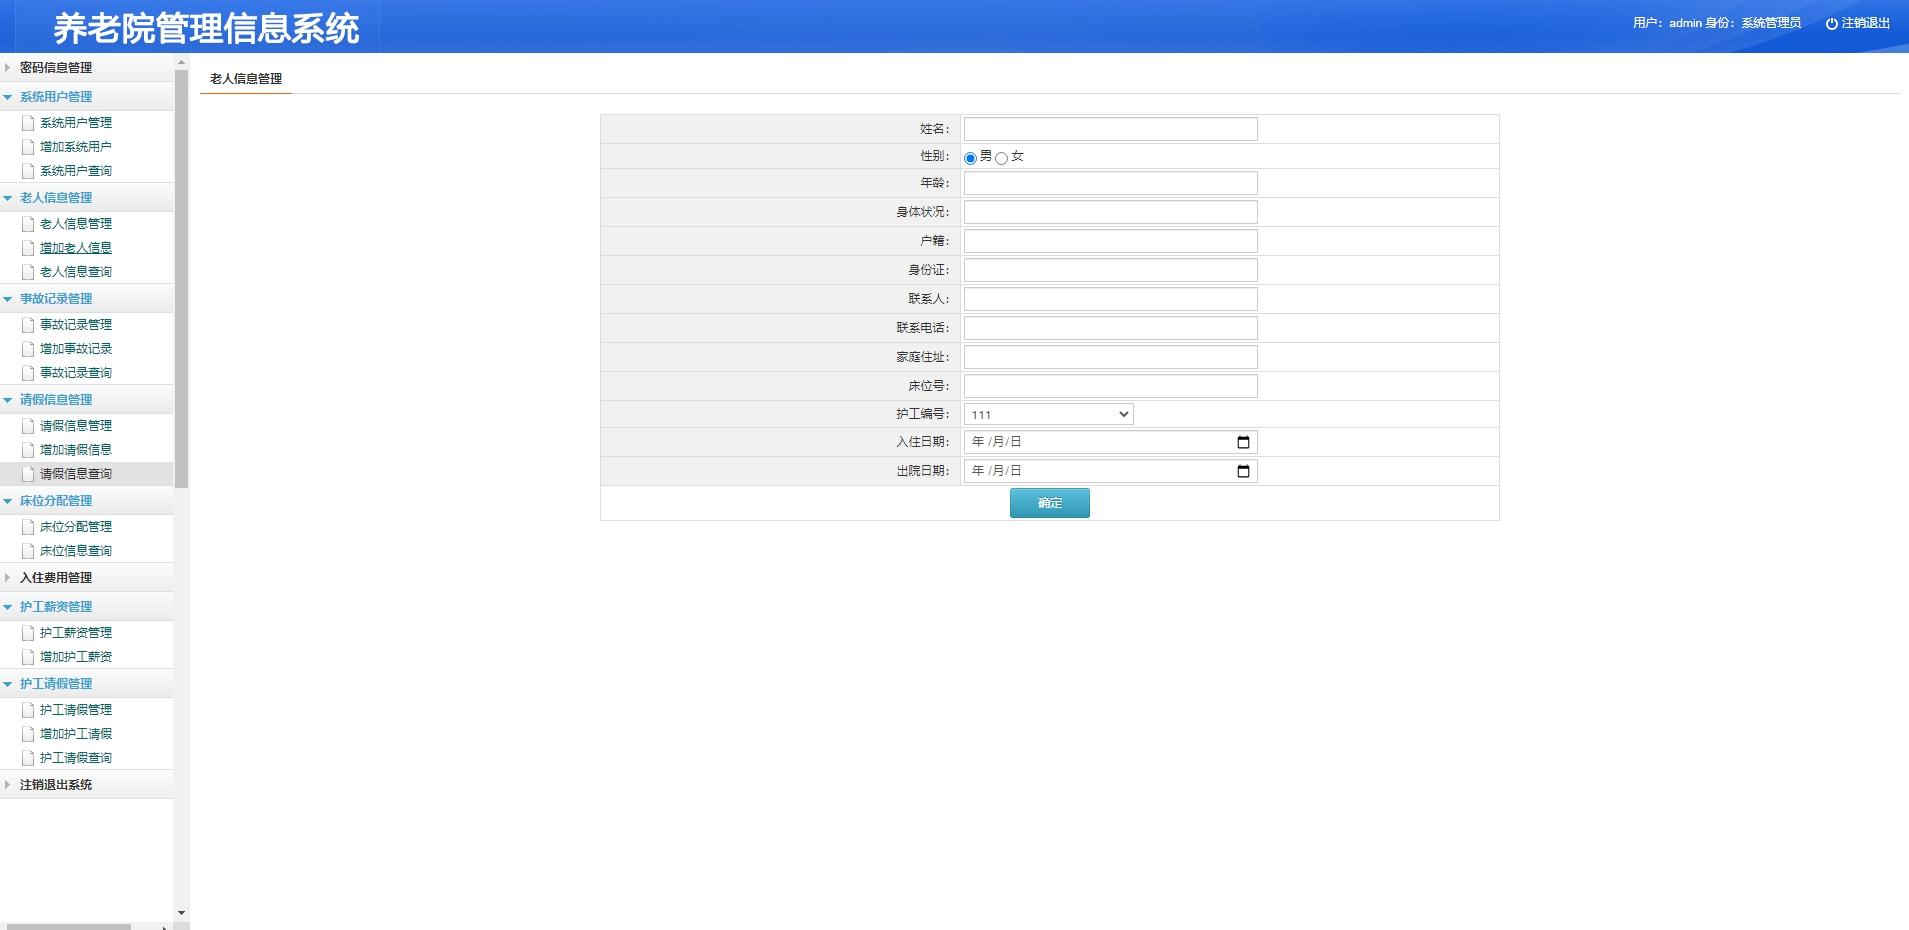 养老院管理信息系统
用户：admin 身份：系统管理员 注销退出
密码信息管理
系统用户管理
系统用户管理
增加系统用户
系统用户查询
老人信息管理
老人信息管理
增加老人信息
老人信息查询
事故记录管理
事故记录管理
增加事故记录
事故记录查询
请假信息管理
请假信息管理
增加请假信息
请假信息查询
床位分配管理
床位分配管理
床位信息查询
入住费用管理
护工薪资管理
护工薪资管理
增加护工薪资
护工请假管理
护工请假管理
增加护工请假
护工请假查询
注销退出系统
老人信息管理
姓名：
性别： 男 女
年龄：
身体状况：
户籍：
身份证：
联系人：
联系电话：
家庭住址：
床位号：
护工编号： 111
入住日期： 年 /月/日
出院日期： 年 /月/日
确定